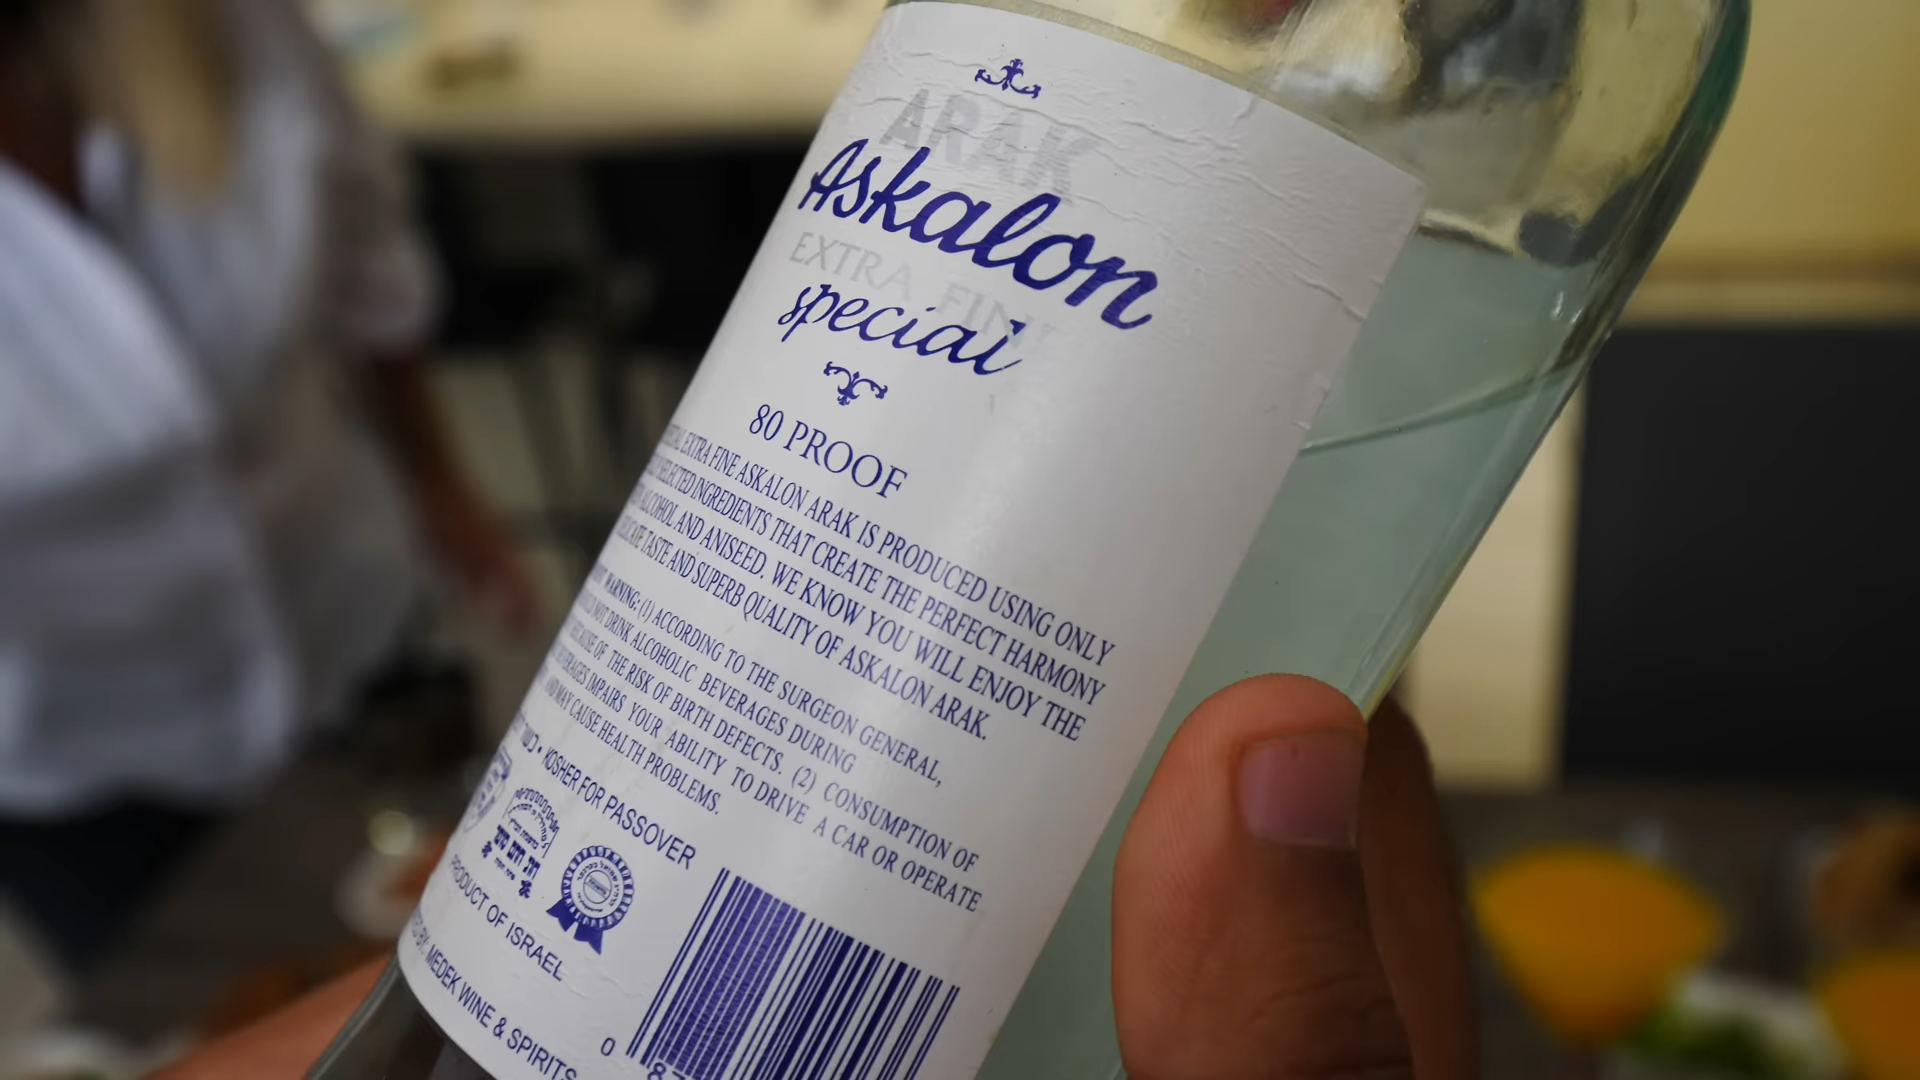 ARAK
Askalon
EXTRA FINE
special
80 PROOF
EXTRA FINE ASKALON ARAK IS PRODUCED USING ONLY
SELECTED INGREDIENTS THAT CREATE THE PERFECT HARMONY
ALCOHOL AND ANISEED. WE KNOW YOU WILL ENJOY THE
TASTE AND SUPERB QUALITY OF ASKALON ARAK.
WARNING: (1) ACCORDING TO THE SURGEON GENERAL,
NOT DRINK ALCOHOLIC BEVERAGES DURING
OF THE RISK OF BIRTH DEFECTS. (2) CONSUMPTION OF
IMPAIRS YOUR ABILITY TO DRIVE A CAR OR OPERATE
AND MAY CAUSE HEALTH PROBLEMS.
• KOSHER FOR PASSOVER
PRODUCT OF ISRAEL
BY: MEDEK WINE & SPIRITS
0